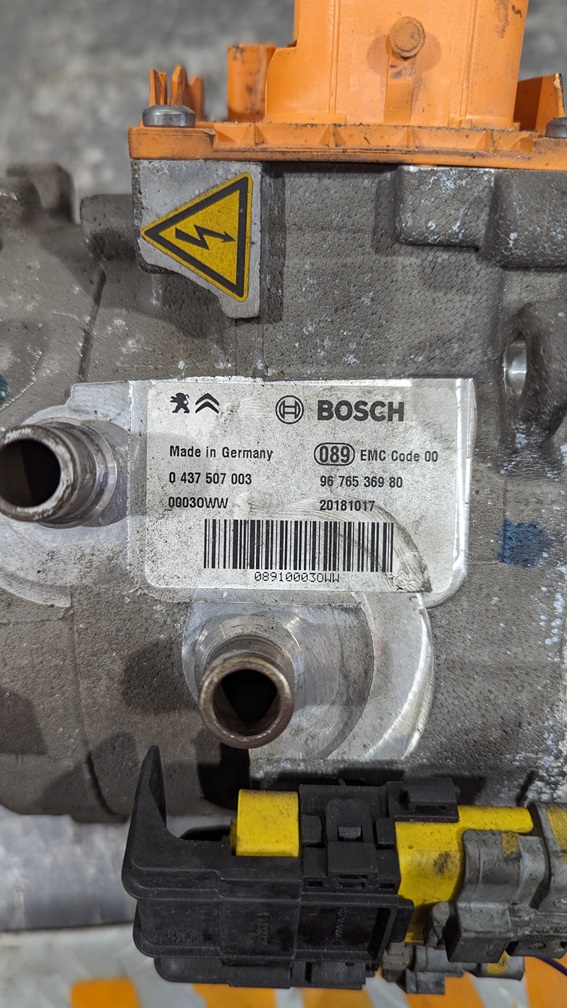 BOSCH
Made in Germany
089 EMC Code 00
0 437 507 003
96 765 369 80
00030WW
20181017
089100030WW